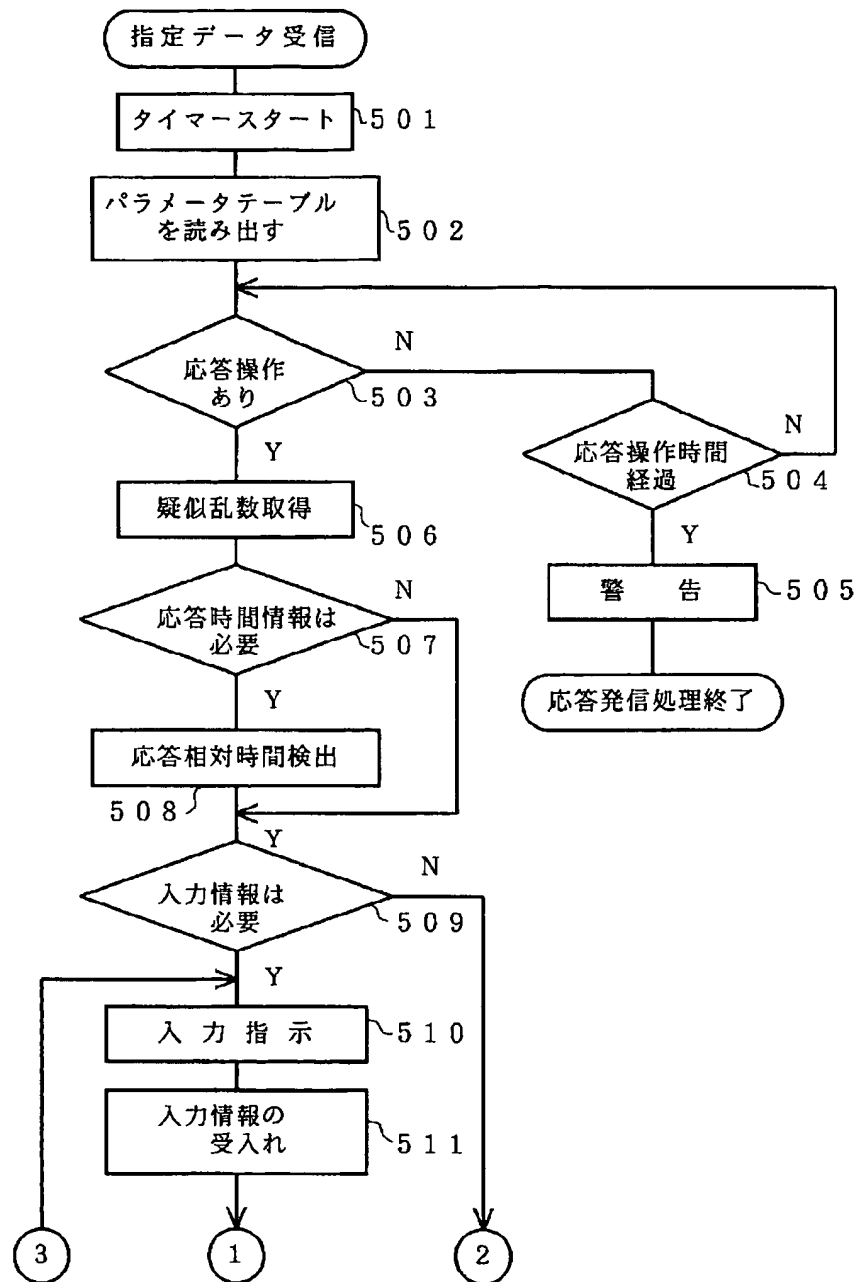 指定データ受信
タイマースタート
501
パラメータテーブル
を読み出す
502
応答操作
あり
503
N
Y
応答操作時間
経過
504
N
Y
警 告
505
応答発信処理終了
疑似乱数取得
506
応答時間情報は
必要
507
N
Y
応答相対時間検出
508
Y
入力情報は
必要
509
N
Y
入 力 指 示
510
入力情報の
受入れ
511
3
1
2